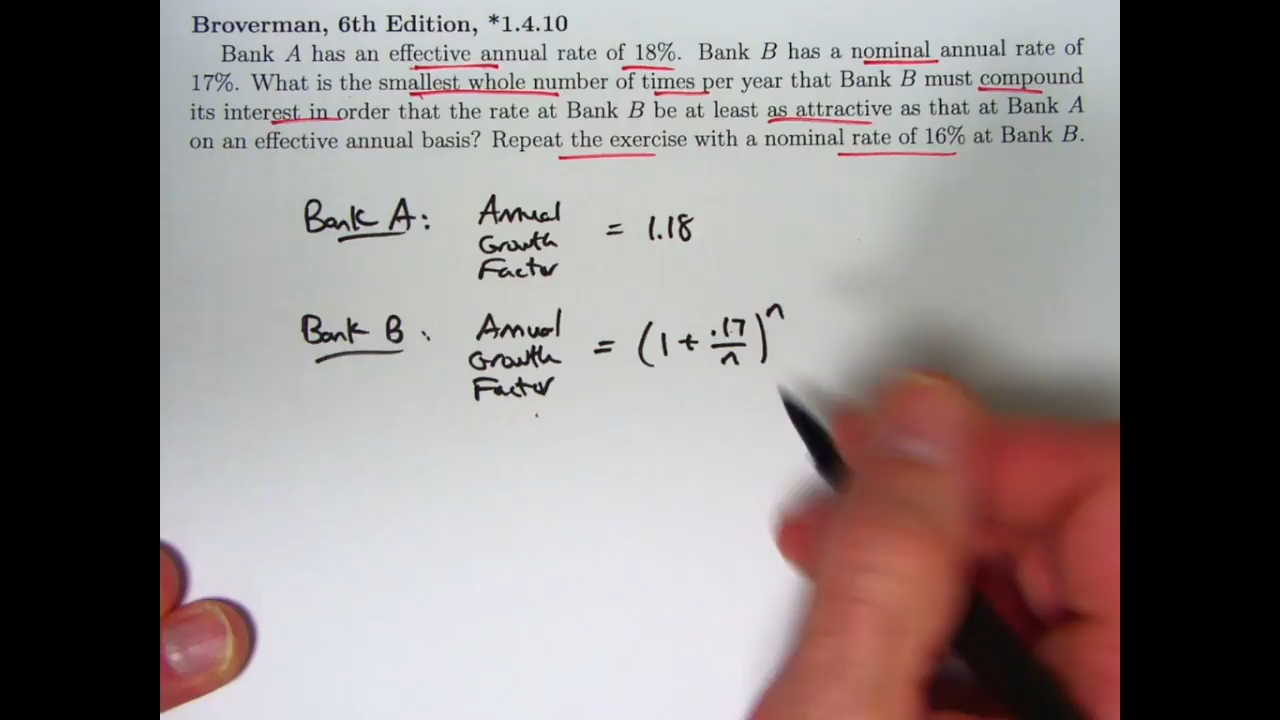 Broverman, 6th Edition, *1.4.10
Bank A has an effective annual rate of 18%. Bank B has a nominal annual rate of
17%. What is the smallest whole number of times per year that Bank B must compound
its interest in order that the rate at Bank B be at least as attractive as that at Bank A
on an effective annual basis? Repeat the exercise with a nominal rate of 16% at Bank B.
Bank A: Annual Growth Factor = 1.18
Bank B: Annual Growth Factor = (1 + .17/n)^n